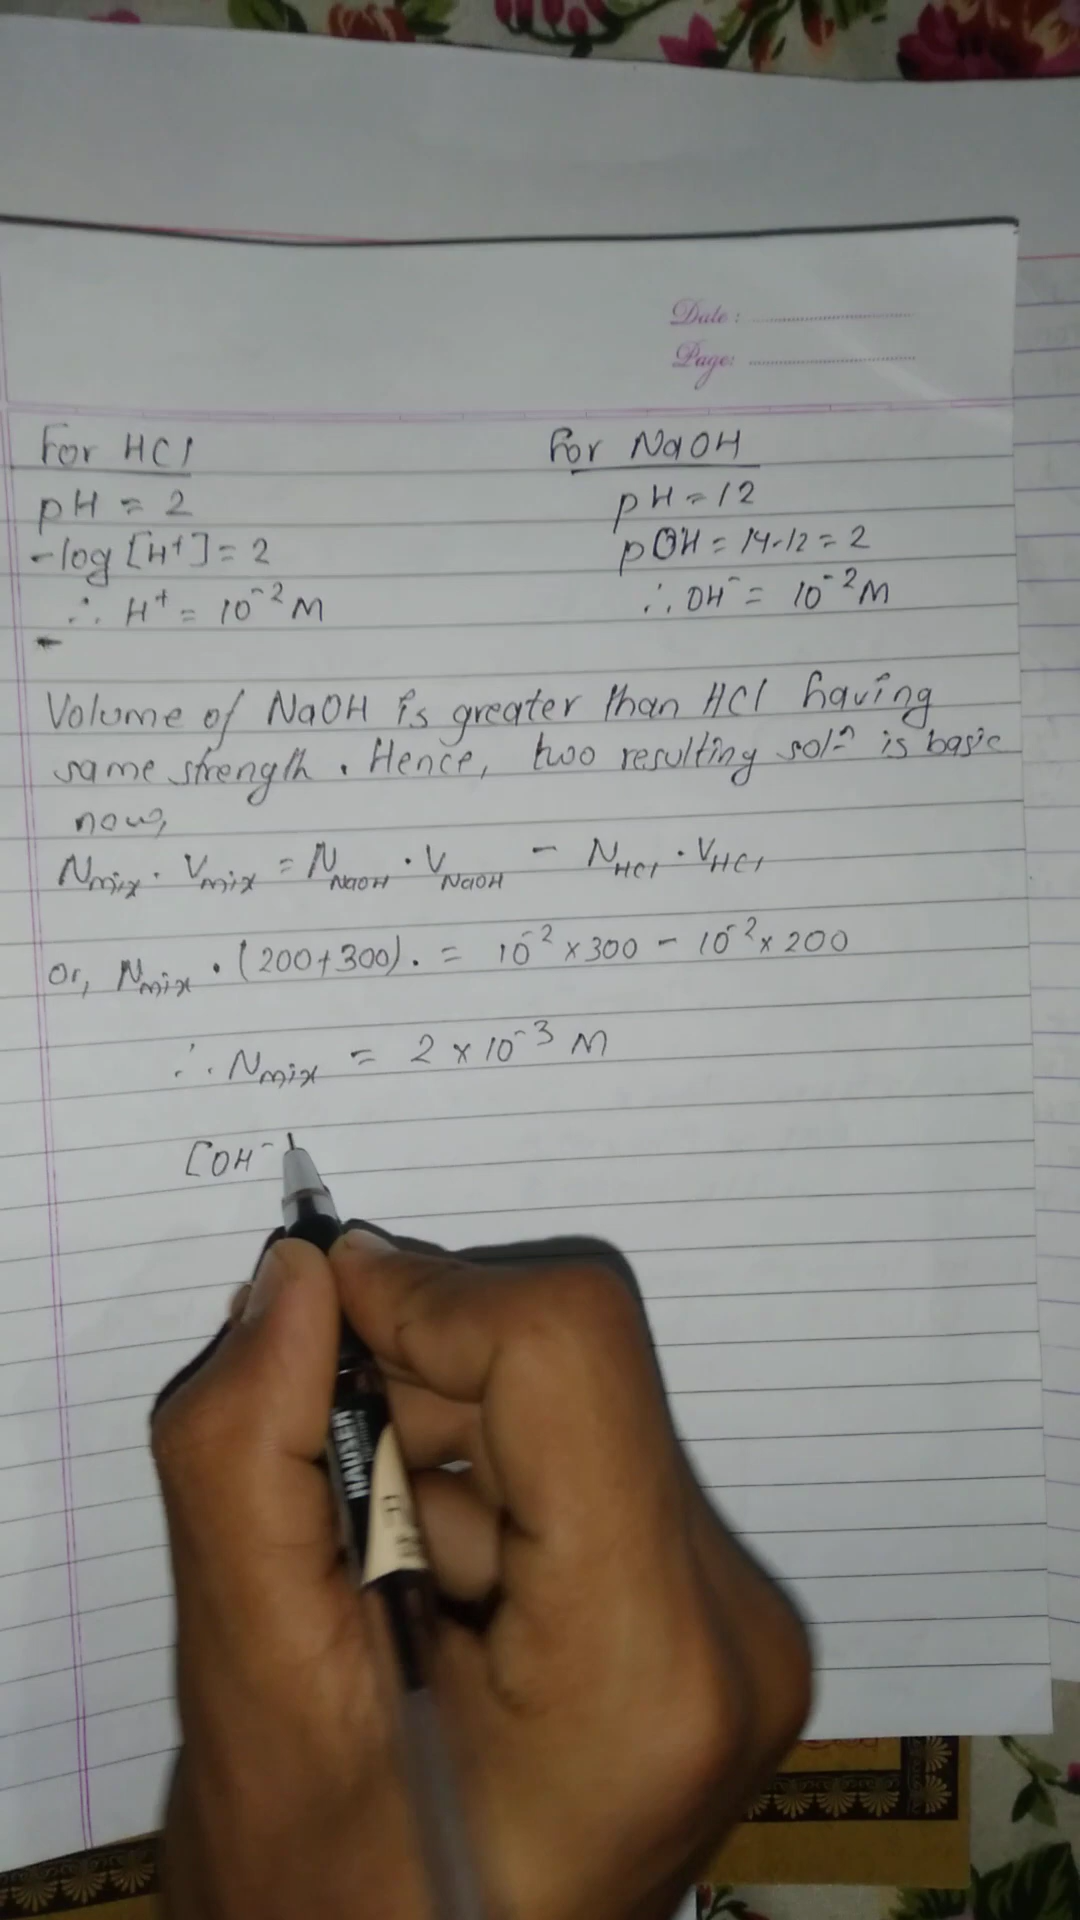 Date :
Page:
For HCl
For NaOH
pH = 2
pH = 12
-log [H⁺] = 2
pOH = 14-12 = 2
∴ H⁺ = 10⁻² M
∴ OH⁻ = 10⁻² M
Volume of NaOH is greater than HCl having
same strength. Hence, two resulting solⁿ is basic
now,
Nmix · Vmix = NNaOH · VNaOH - NHCl · VHCl
or, Nmix · (200+300). = 10⁻² × 300 - 10⁻² × 200
∴ Nmix = 2 × 10⁻³ M
[OH⁻
HAUSER